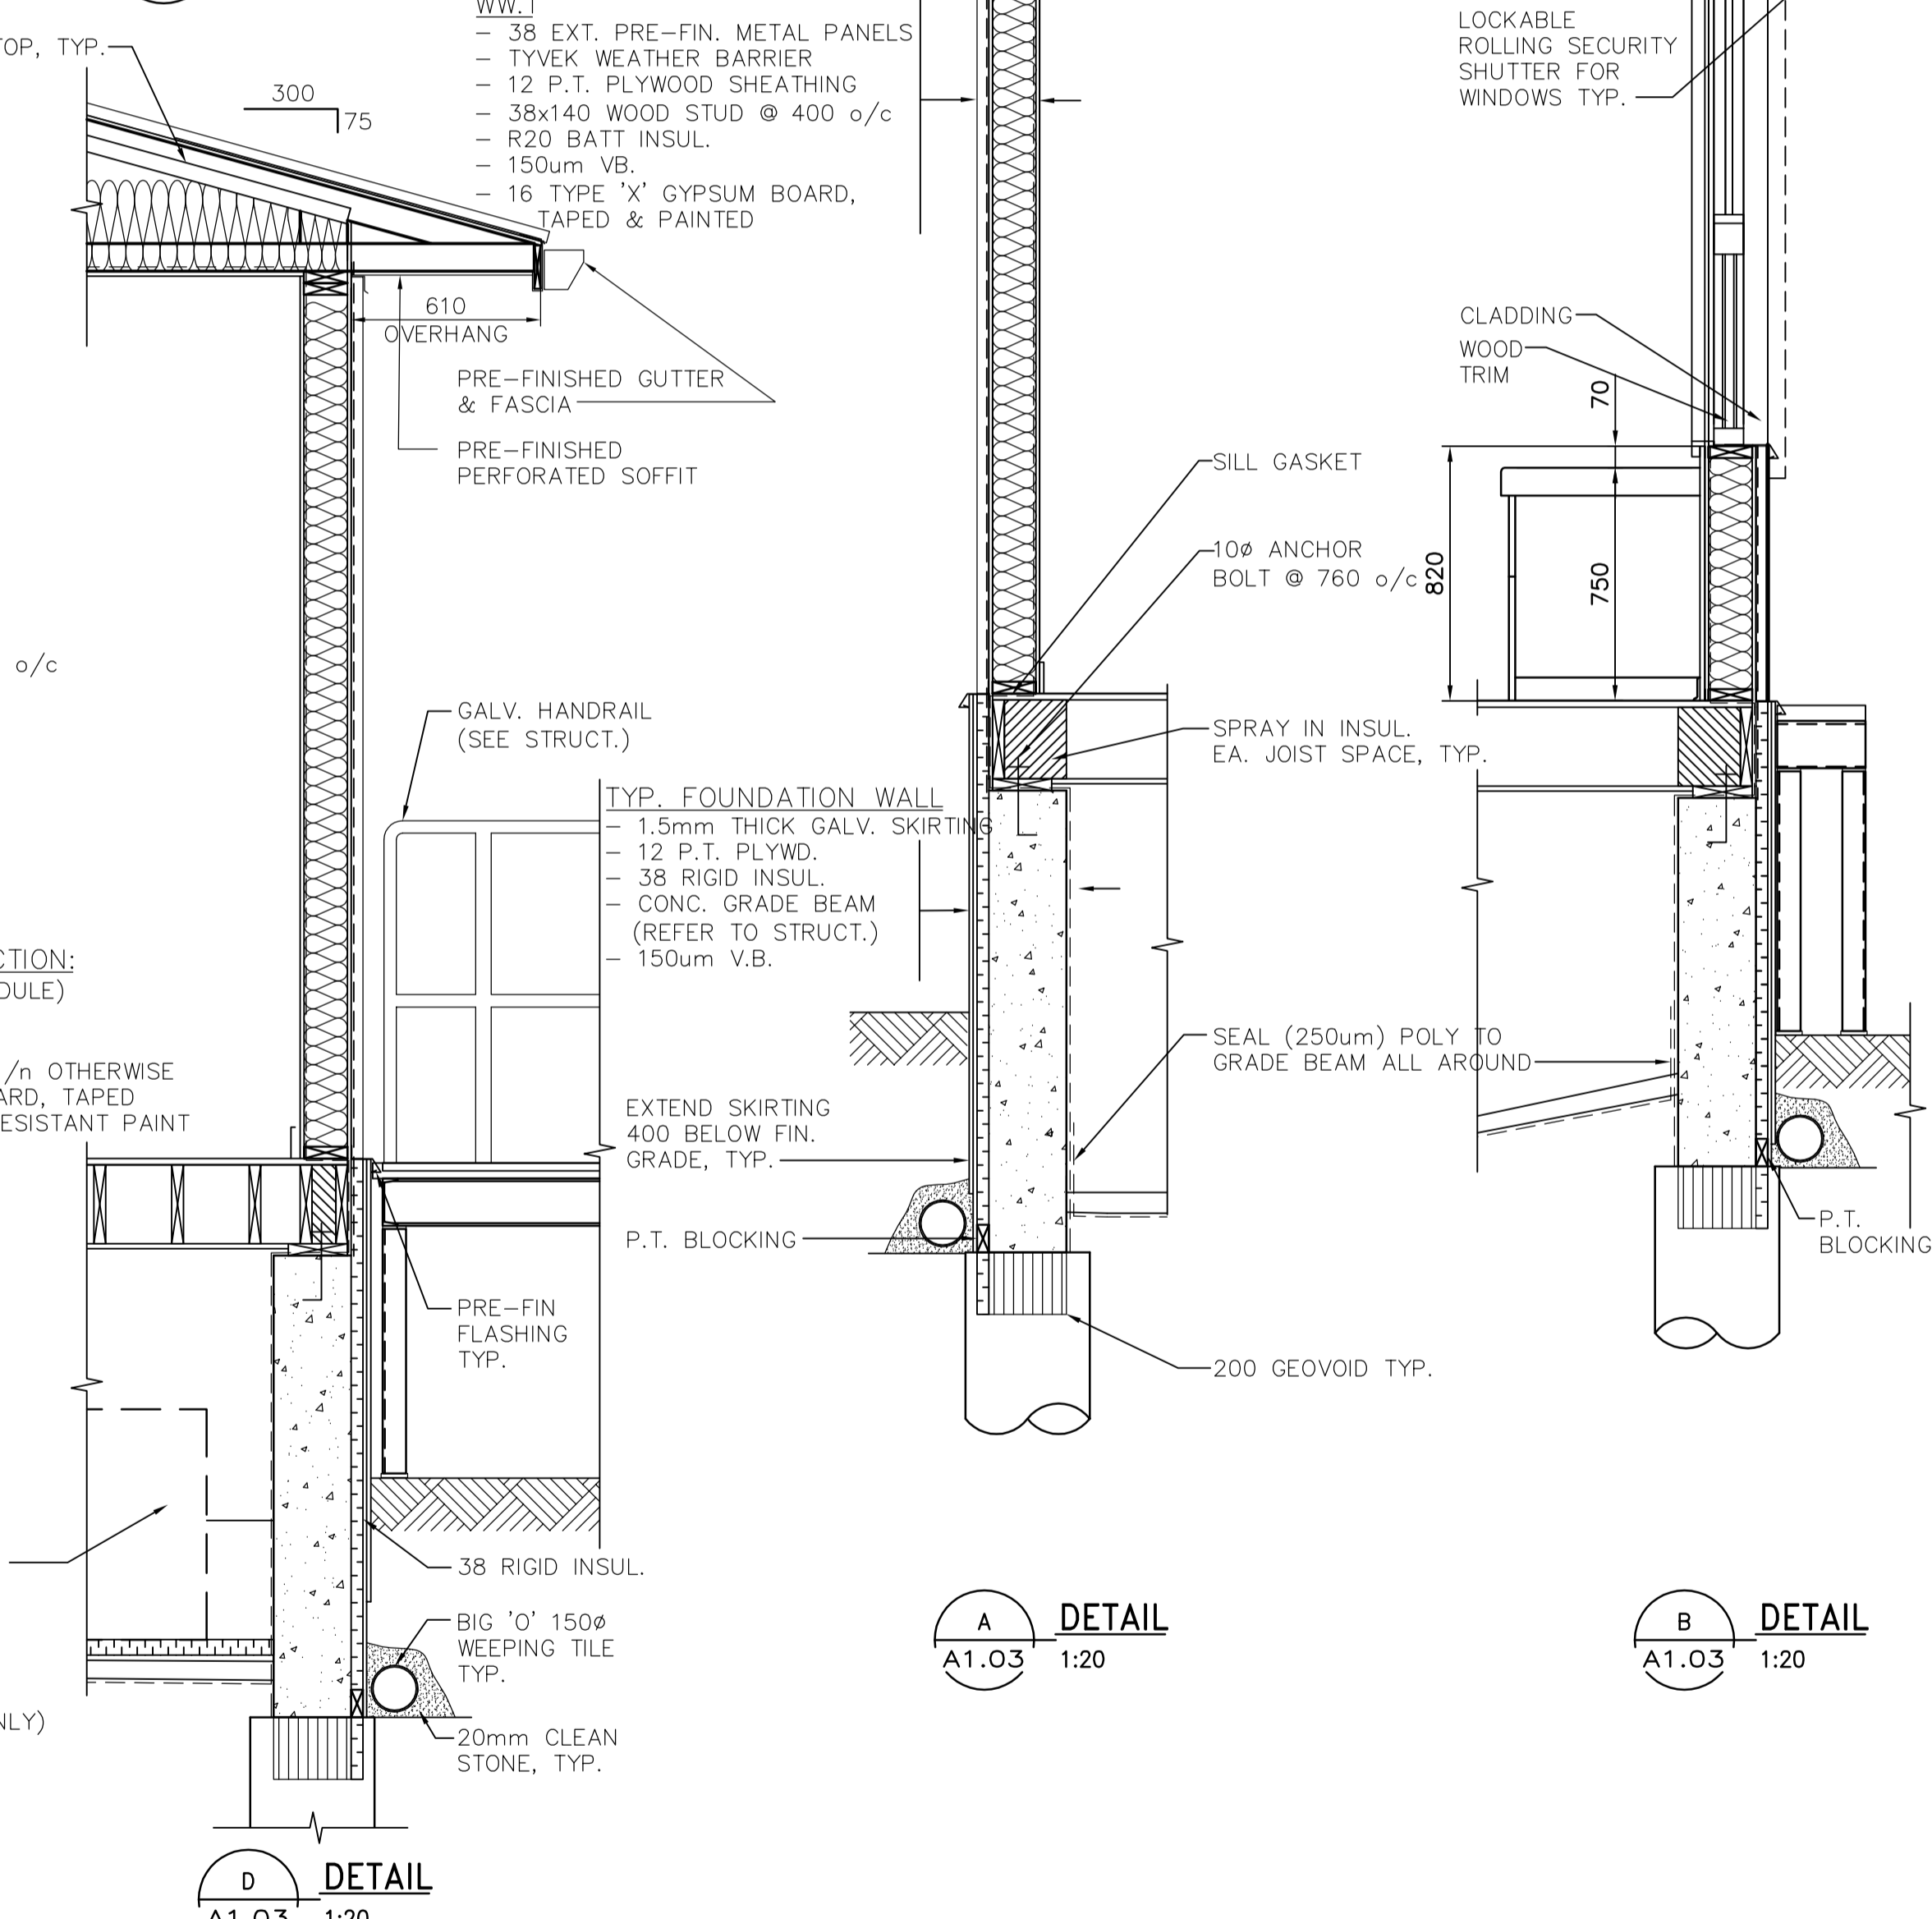 TOP, TYP.
300
75
WW.1
- 38 EXT. PRE-FIN. METAL PANELS
- TYVEK WEATHER BARRIER
- 12 P.T. PLYWOOD SHEATHING
- 38x140 WOOD STUD @ 400 o/c
- R20 BATT INSUL.
- 150um VB.
- 16 TYPE 'X' GYPSUM BOARD,
TAPED & PAINTED
610
OVERHANG
PRE-FINISHED GUTTER
& FASCIA
PRE-FINISHED
PERFORATED SOFFIT
o/c
GALV. HANDRAIL
(SEE STRUCT.)
TYP. FOUNDATION WALL
- 1.5mm THICK GALV. SKIRTING
- 12 P.T. PLYWD.
- 38 RIGID INSUL.
- CONC. GRADE BEAM
(REFER TO STRUCT.)
- 150um V.B.
CTION:
DULE)
/n OTHERWISE
ARD, TAPED
ESISTANT PAINT
EXTEND SKIRTING
400 BELOW FIN.
GRADE, TYP.
P.T. BLOCKING
PRE-FIN
FLASHING
TYP.
38 RIGID INSUL.
BIG 'O' 150ø
WEEPING TILE
TYP.
20mm CLEAN
STONE, TYP.
NLY)
D
A1.03
DETAIL
1:20
SILL GASKET
10ø ANCHOR
BOLT @ 760 o/c
SPRAY IN INSUL.
EA. JOIST SPACE, TYP.
SEAL (250um) POLY TO
GRADE BEAM ALL AROUND
200 GEOVOID TYP.
A
A1.03
DETAIL
1:20
LOCKABLE
ROLLING SECURITY
SHUTTER FOR
WINDOWS TYP.
CLADDING
WOOD
TRIM
70
820
750
P.T.
BLOCKING
B
A1.03
DETAIL
1:20